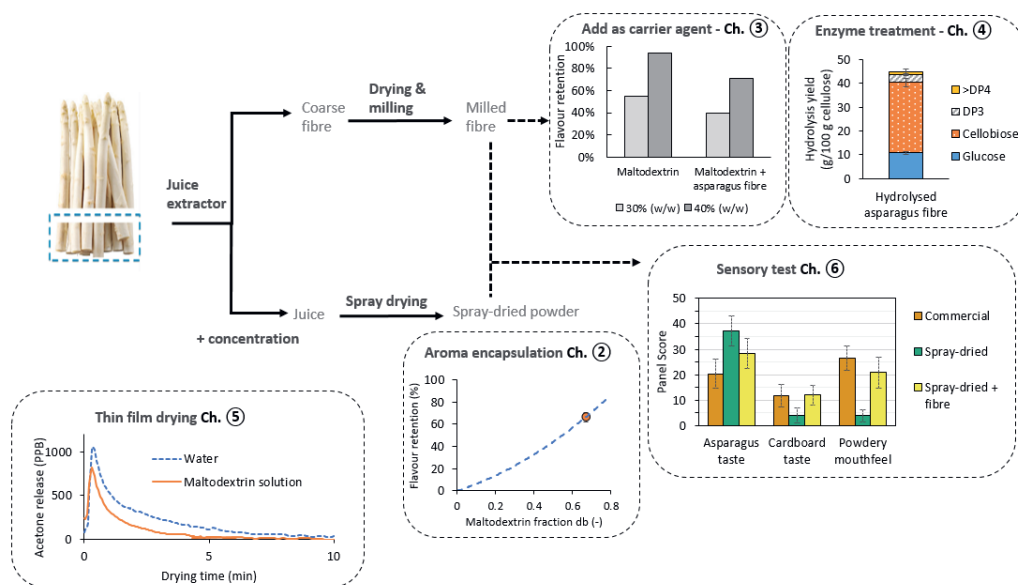 Add as carrier agent - Ch. 3
100%
80%
60%
40%
20%
0%
Flavour retention
Maltodextrin
Maltodextrin +
asparagus fibre
30% (w/w)
40% (w/w)
Enzyme treatment - Ch. 4
50
40
30
20
10
0
Hydrolysis yield
(g/100 g cellulose)
>DP4
DP3
Cellobiose
Glucose
Hydrolysed
asparagus fibre
Juice
extractor
Coarse
fibre
Drying &
milling
Milled
fibre
+ concentration
Juice
Spray drying
Spray-dried powder
Sensory test Ch. 6
50
40
30
20
10
0
Panel Score
Asparagus
taste
Cardboard
taste
Powdery
mouthfeel
Commercial
Spray-dried
Spray-dried +
fibre
Aroma encapsulation Ch. 2
100
80
60
40
20
0
Flavour retention (%)
0
0.2
0.4
0.6
0.8
Maltodextrin fraction db (-)
Thin film drying Ch. 5
1000
500
0
Acetone release (PPB)
Water
Maltodextrin solution
0
5
10
Drying time (min)